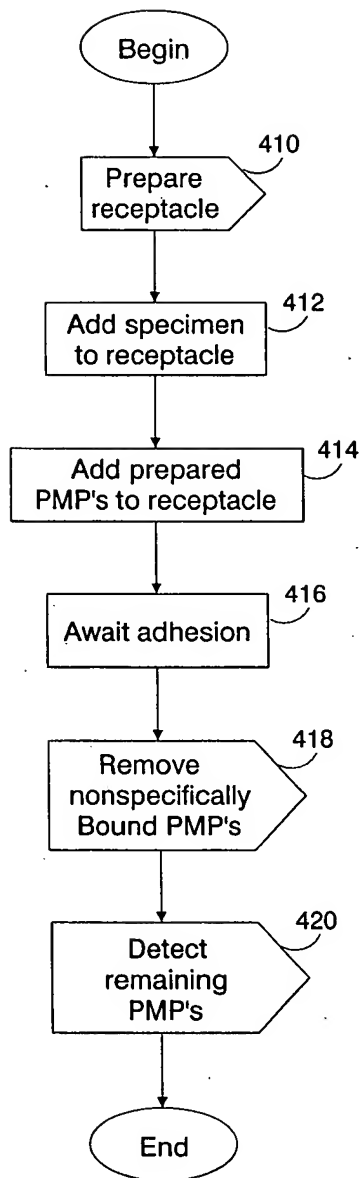 Begin
410
Prepare
receptacle
412
Add specimen
to receptacle
414
Add prepared
PMP's to receptacle
416
Await adhesion
418
Remove
nonspecifically
Bound PMP's
420
Detect
remaining
PMP's
End